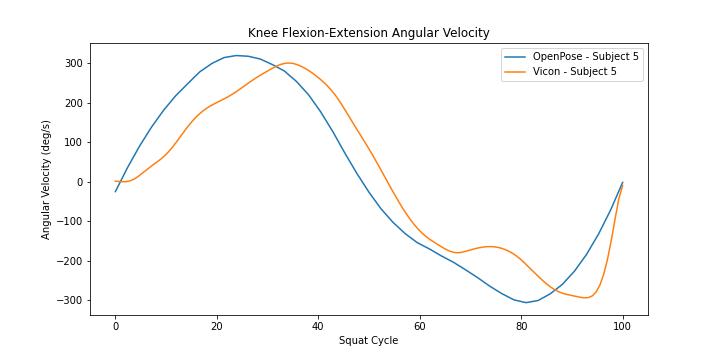 Knee Flexion-Extension Angular Velocity
OpenPose - Subject 5
Vicon - Subject 5
Angular Velocity (deg/s)
300
200
100
0
−100
−200
−300
0 20 40 60 80 100
Squat Cycle